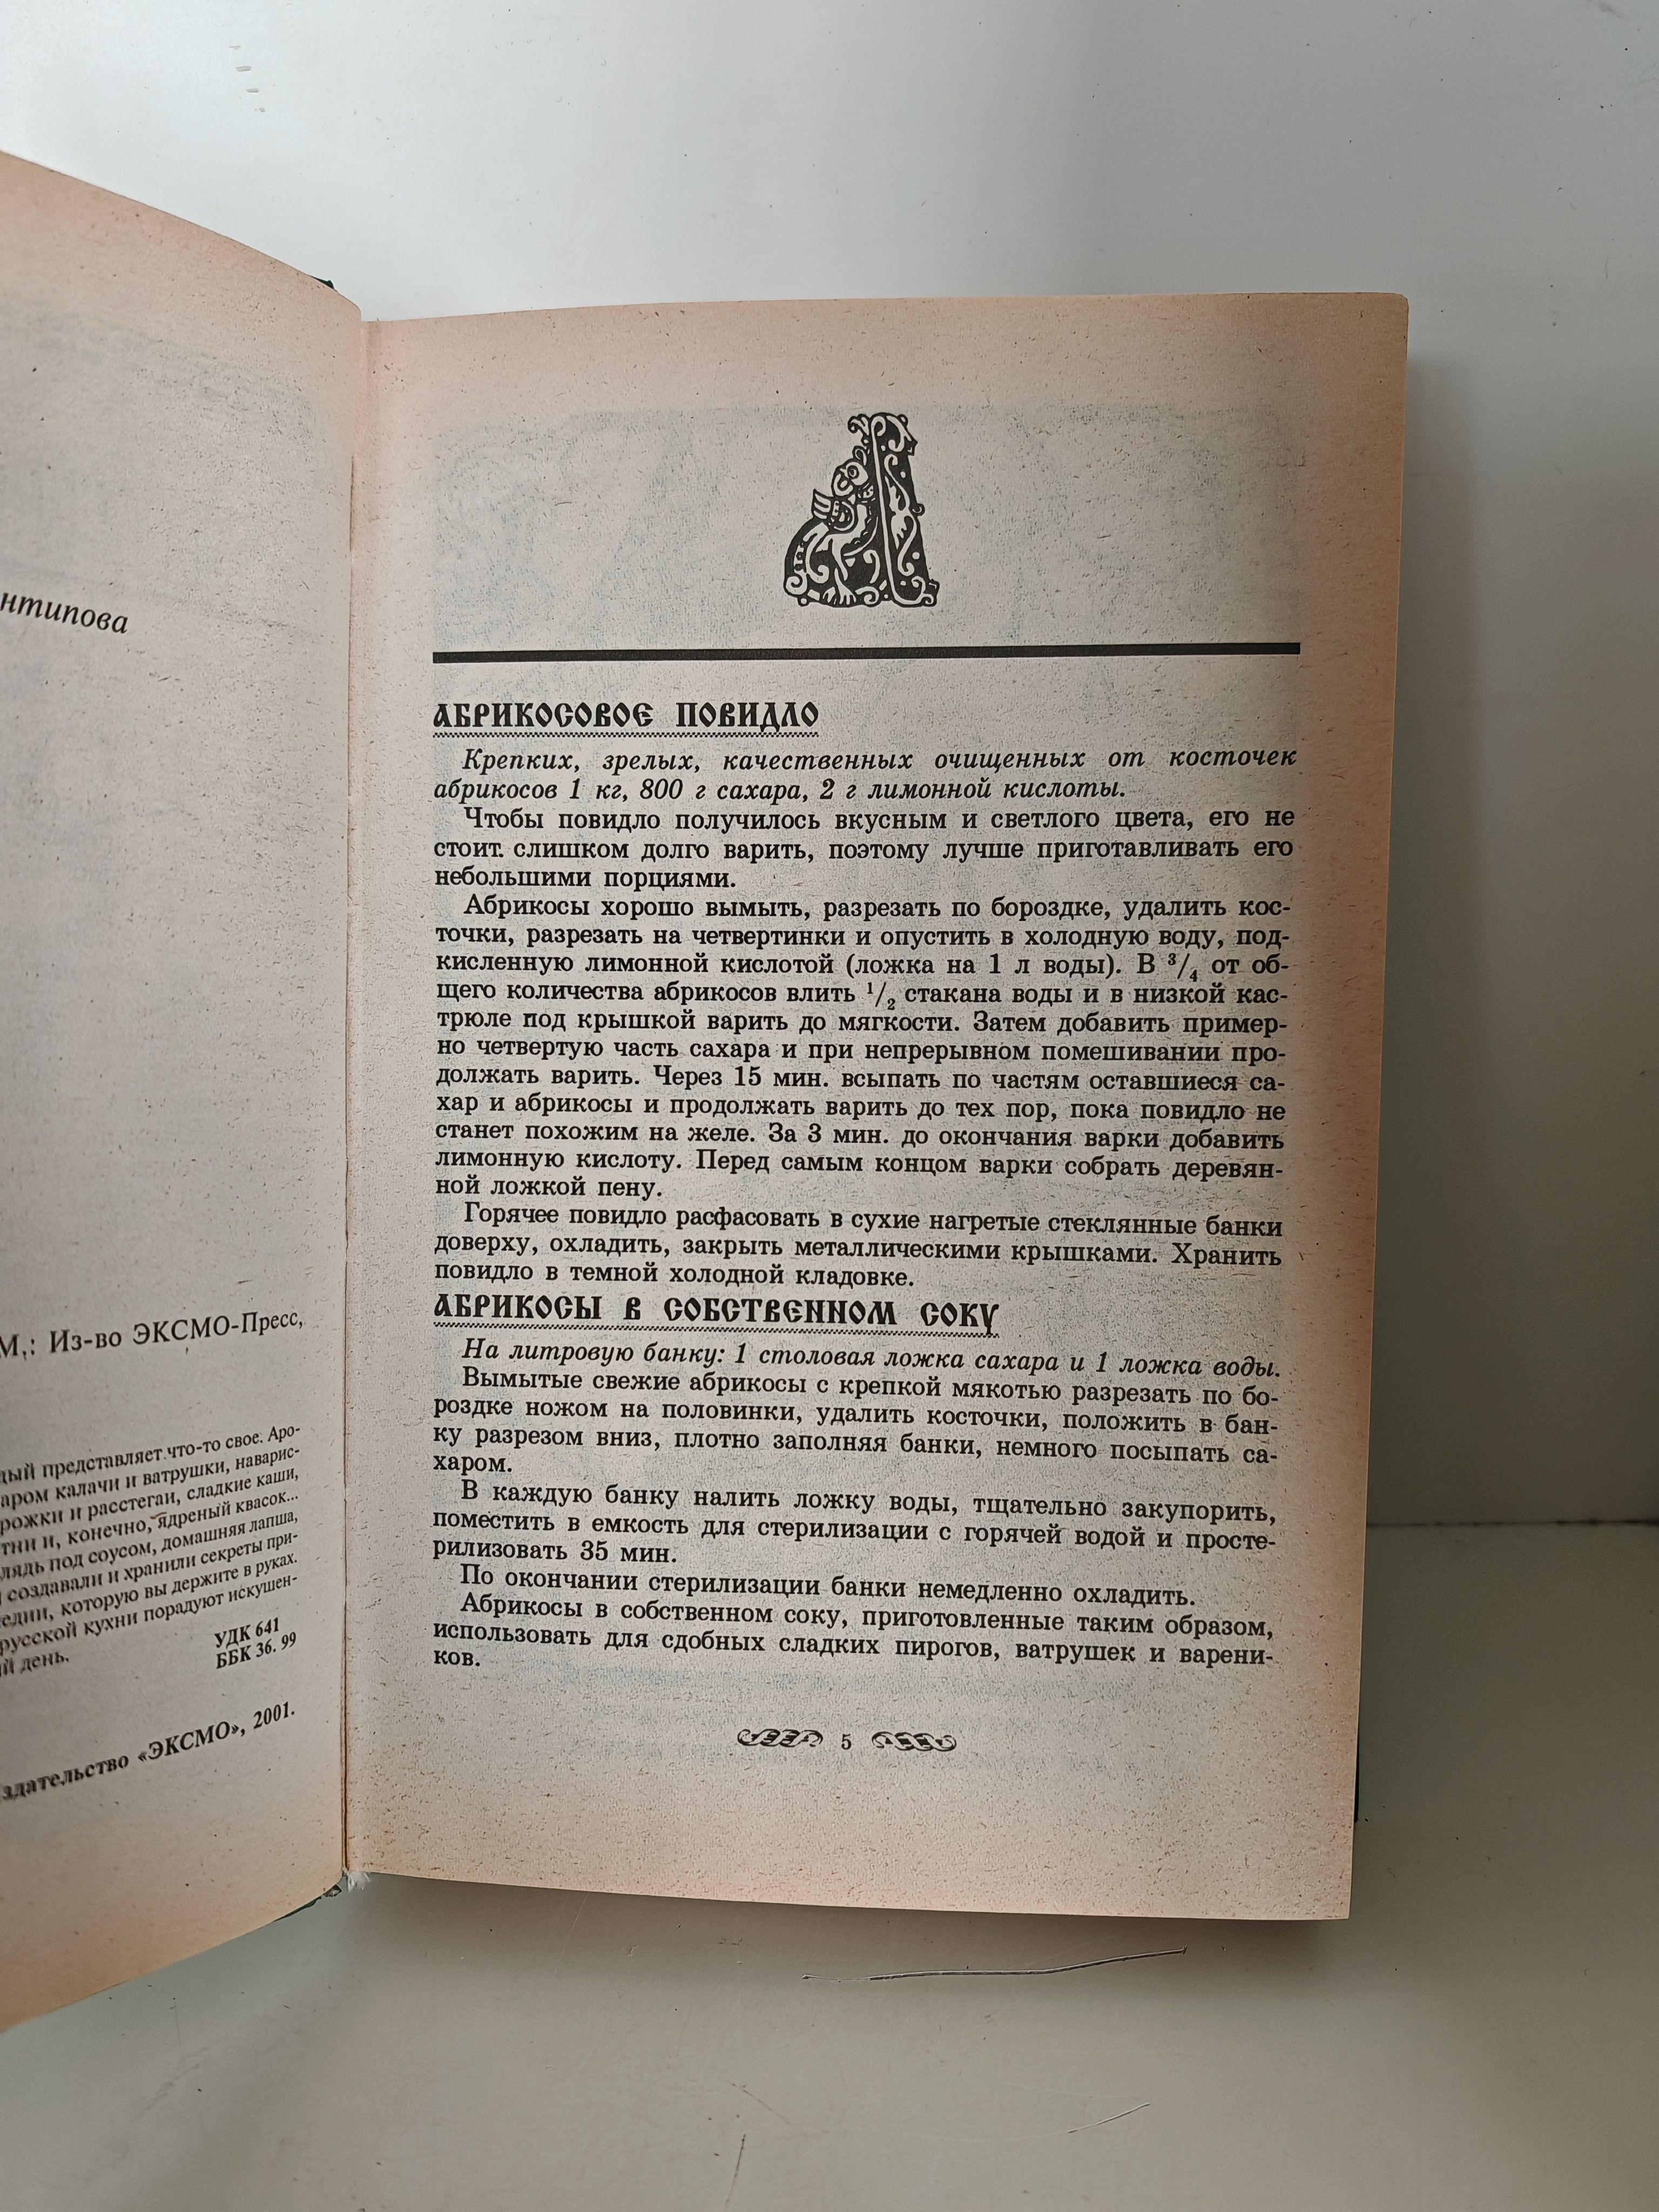 нтипова
М.: Из-во ЭКСМО-Пресс,
дый представляет что-то свое. Аро-
аром калачи и ватрушки, наварис-
рожки и расстегаи, сладкие каши,
тни и, конечно, ядреный квасок...
лядь под соусом, домашняя лапша,
создавали и хранили секреты при-
едии, которую вы держите в руках.
русской кухни порадуют искушен-
й день.
УДК 641
ББК 36. 99
здательство «ЭКСМО», 2001.
А
АБРИКОСОВОЕ ПОВИДЛО
Крепких, зрелых, качественных очищенных от косточек
абрикосов 1 кг, 800 г сахара, 2 г лимонной кислоты.
Чтобы повидло получилось вкусным и светлого цвета, его не
стоит. слишком долго варить, поэтому лучше приготавливать его
небольшими порциями.
Абрикосы хорошо вымыть, разрезать по бороздке, удалить кос-
точки, разрезать на четвертинки и опустить в холодную воду, под-
кисленную лимонной кислотой (ложка на 1 л воды). В 3/4 от об-
щего количества абрикосов влить 1/2 стакана воды и в низкой кас-
трюле под крышкой варить до мягкости. Затем добавить пример-
но четвертую часть сахара и при непрерывном помешивании про-
должать варить. Через 15 мин. всыпать по частям оставшиеся са-
хар и абрикосы и продолжать варить до тех пор, пока повидло не
станет похожим на желе. За 3 мин. до окончания варки добавить
лимонную кислоту. Перед самым концом варки собрать деревян-
ной ложкой пену.
Горячее повидло расфасовать в сухие нагретые стеклянные банки
доверху, охладить, закрыть металлическими крышками. Хранить
повидло в темной холодной кладовке.
АБРИКОСЫ В СОБСТВЕННОМ СОКУ
На литровую банку: 1 столовая ложка сахара и 1 ложка воды.
Вымытые свежие абрикосы с крепкой мякотью разрезать по бо-
роздке ножом на половинки, удалить косточки, положить в бан-
ку разрезом вниз, плотно заполняя банки, немного посыпать са-
харом.
В каждую банку налить ложку воды, тщательно закупорить,
поместить в емкость для стерилизации с горячей водой и просте-
рилизовать 35 мин.
По окончании стерилизации банки немедленно охладить.
Абрикосы в собственном соку, приготовленные таким образом,
использовать для сдобных сладких пирогов, ватрушек и варени-
ков.
5